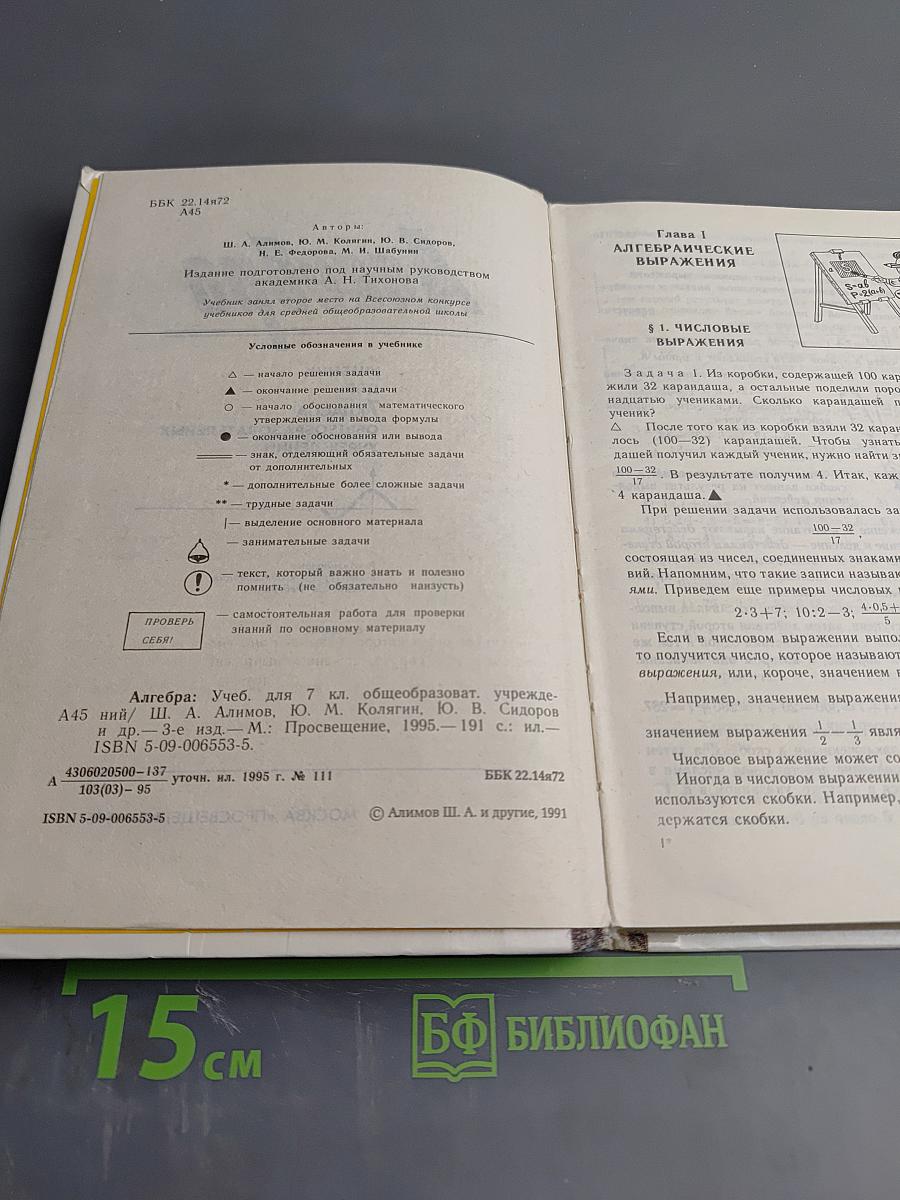 ББК 22.14я72
А45
Авторы:
Ш. А. Алимов, Ю. М. Колягин, Ю. В. Сидоров,
Н. Е. Федорова, М. И. Шабунин
Издание подготовлено под научным руководством
академика А. Н. Тихонова
Учебник занял второе место на Всесоюзном конкурсе
учебников для средней общеобразовательной школы
Условные обозначения в учебнике
△ — начало решения задачи
▲ — окончание решения задачи
○ — начало обоснования математического
утверждения или вывода формулы
● — окончание обоснования или вывода
— знак, отделяющий обязательные задачи
от дополнительных
* — дополнительные более сложные задачи
** — трудные задачи
| — выделение основного материала
— занимательные задачи
! — текст, который важно знать и полезно
помнить (не обязательно наизусть)
ПРОВЕРЬ СЕБЯ! — самостоятельная работа для проверки
знаний по основному материалу
Алгебра: Учеб. для 7 кл. общеобразоват. учрежде-
А45 ний/ Ш. А. Алимов, Ю. М. Колягин, Ю. В. Сидоров
и др.— 3-е изд.— М.: Просвещение, 1995.— 191 с.: ил.—
ISBN 5-09-006553-5.
А 4306020500—137/103(03)—95 уточн. ил. 1995 г. № 111 ББК 22.14я72
ISBN 5-09-006553-5 © Алимов Ш. А. и другие, 1991
Глава I
АЛГЕБРАИЧЕСКИЕ
ВЫРАЖЕНИЯ
S=ab
P=2(a+b)
§ 1. ЧИСЛОВЫЕ
ВЫРАЖЕНИЯ
Задача 1. Из коробки, содержащей 100 кар
жили 32 карандаша, а остальные поделили поро
надцатью учениками. Сколько карандашей п
ученик?
△ После того как из коробки взяли 32 каран
лось (100—32) карандашей. Чтобы узнать
дашей получил каждый ученик, нужно найти з
100—32/17. В результате получим 4. Итак, каж
4 карандаша.▲
При решении задачи использовалась за
100—32/17,
состоящая из чисел, соединенных знаками
вий. Напомним, что такие записи называю
ями. Приведем еще примеры числовых
2·3+7; 10:2—3; 4·0,5+/5
Если в числовом выражении выпол
то получится число, которое называют
выражения, или, короче, значением в
Например, значением выражения
значением выражения 1/2—1/3 явля
Числовое выражение может со
Иногда в числовом выражении
используются скобки. Например,
держатся скобки.
1*
15 см
БФ БИБЛИОФАН